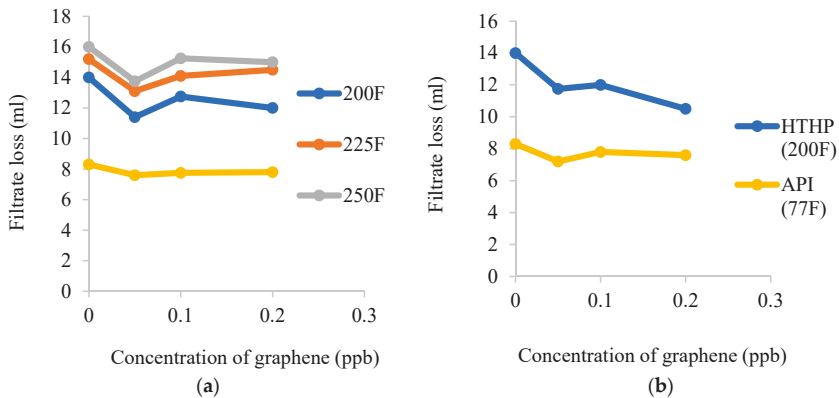 18
16
14
12
10
8
6
4
2
0
0
0.1
0.2
0.3
Filtrate loss (ml)
Concentration of graphene (ppb)
200F
225F
250F
(a)
16
14
12
10
8
6
4
2
0
0
0.1
0.2
0.3
Filtrate loss (ml)
Concentration of graphene (ppb)
HTHP
(200F)
API
(77F)
(b)